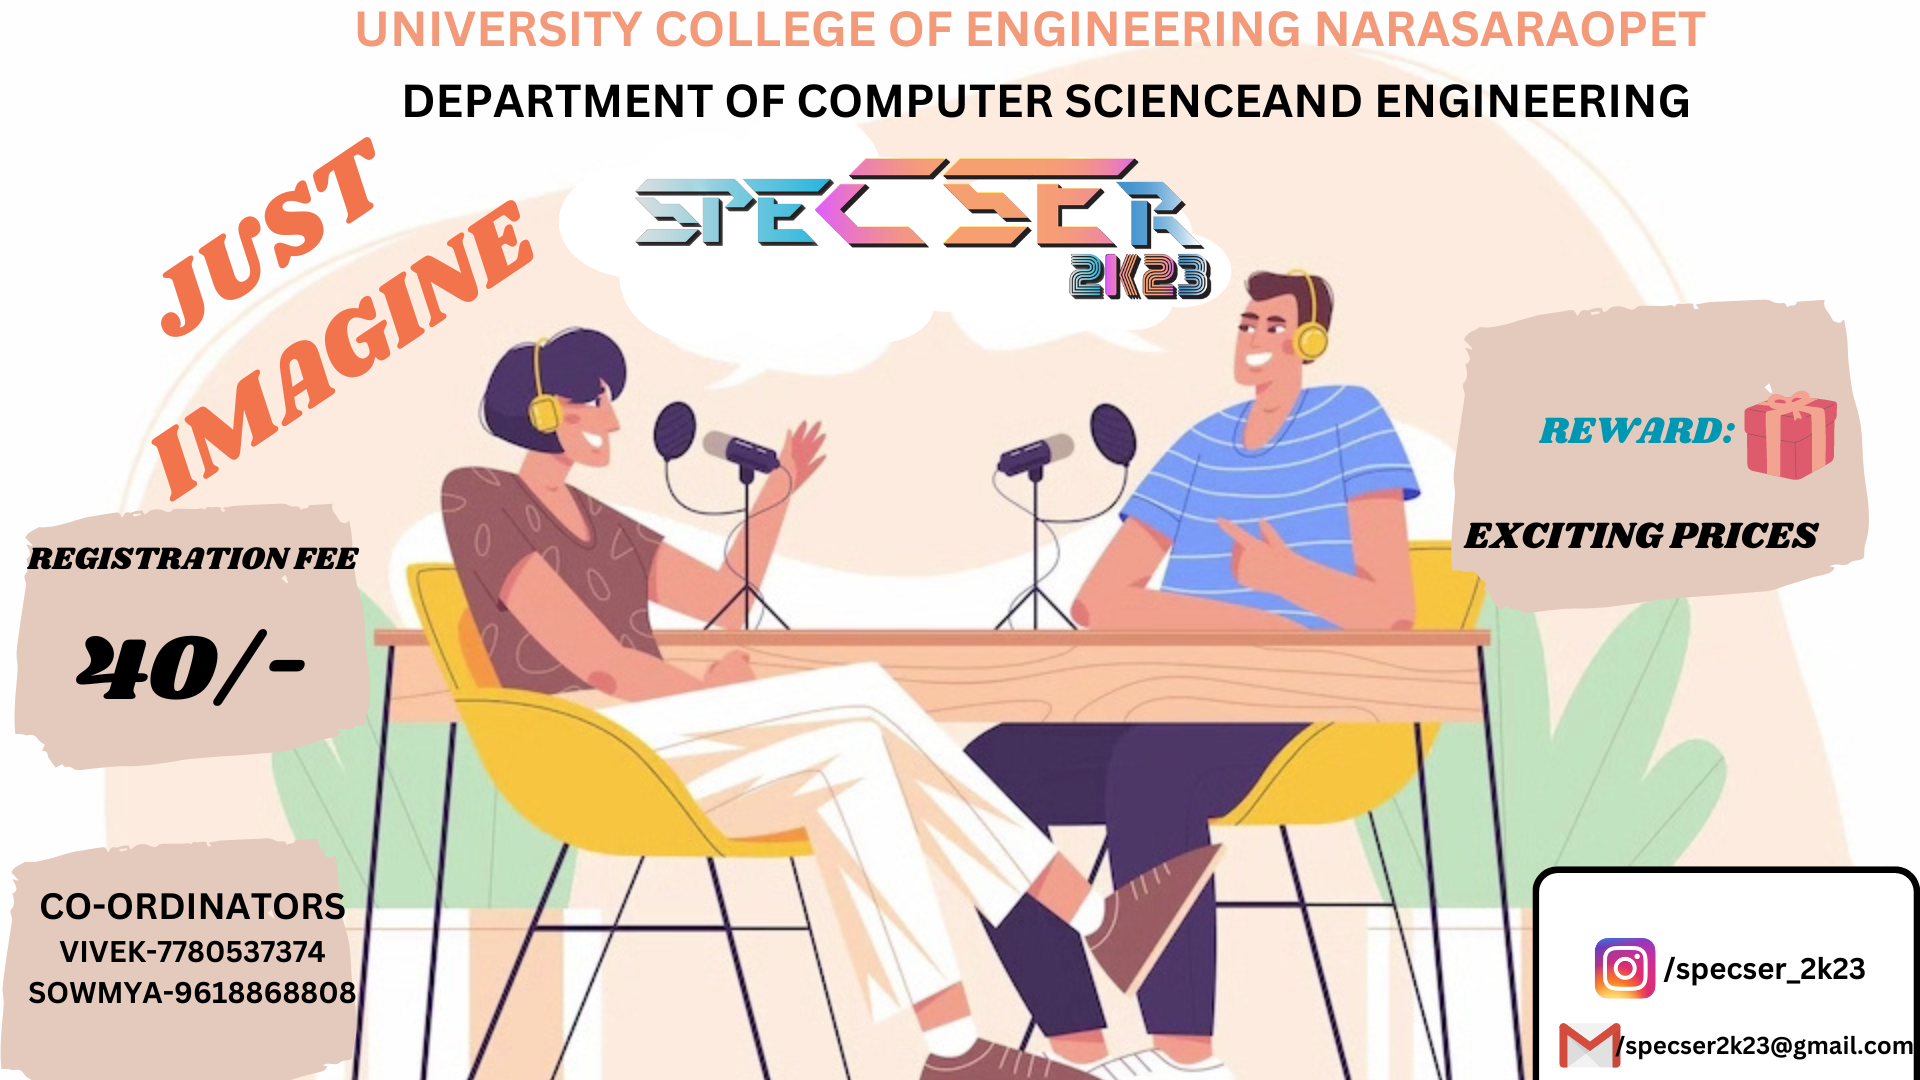 UNIVERSITY COLLEGE OF ENGINEERING NARASARAOPET
DEPARTMENT OF COMPUTER SCIENCEAND ENGINEERING
JUST
IMAGINE
SPECSER
2K23
REGISTRATION FEE
40/-
REWARD:
EXCITING PRICES
CO-ORDINATORS
VIVEK-7780537374
SOWMYA-9618868808
/specser_2k23
/specser2k23@gmail.com